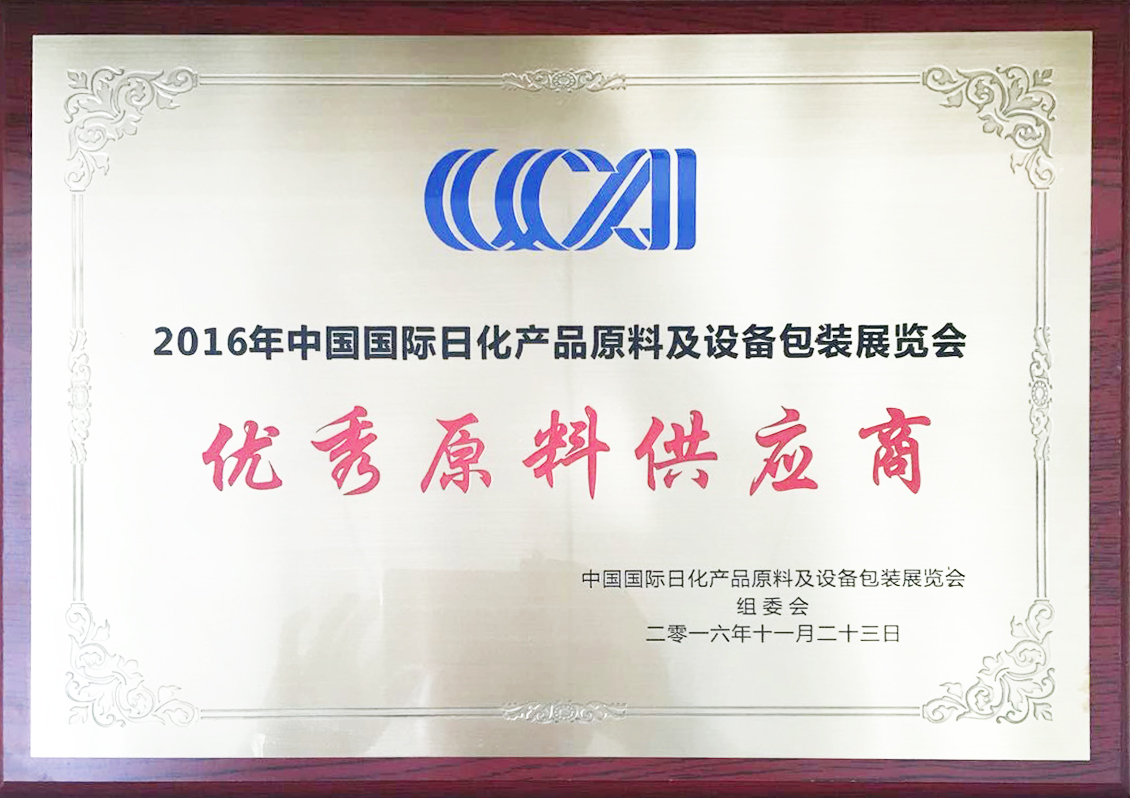 CCAI
2016年中国国际日化产品原料及设备包装展览会
优秀原料供应商
中国国际日化产品原料及设备包装展览会
组委会
二零一六年十一月二十三日